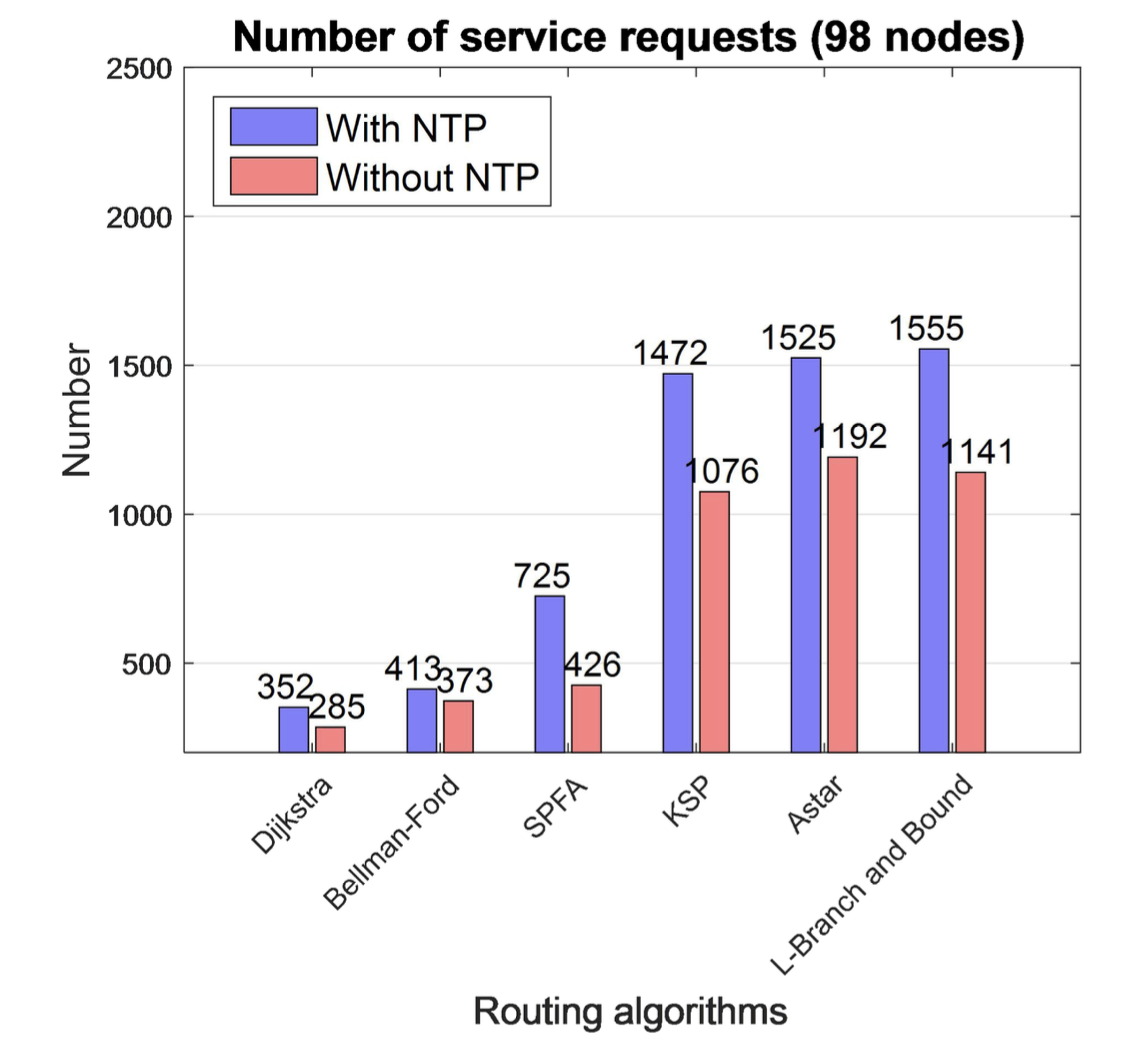 Number of service requests (98 nodes)
2500
With NTP
Without NTP
2000
1500
1000
500
Number
352
285
413
373
725
426
1472
1076
1525
1192
1555
1141
Dijkstra
Bellman-Ford
SPFA
KSP
Astar
L-Branch and Bound
Routing algorithms